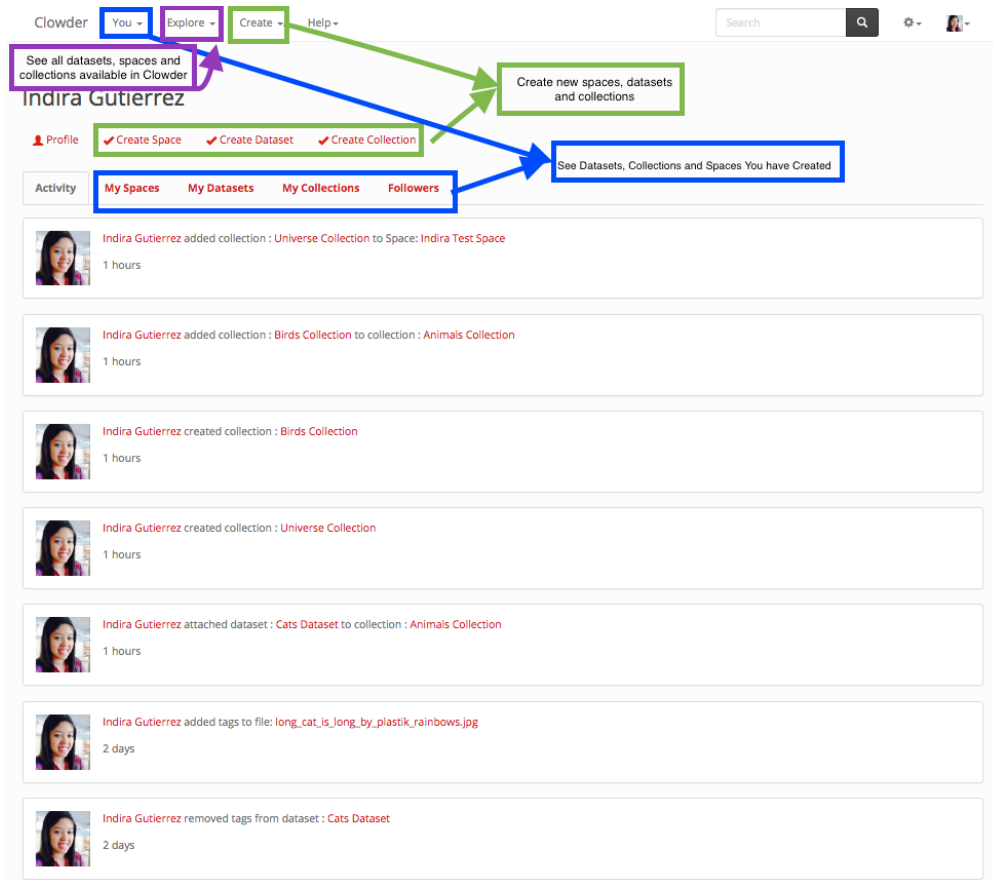 Clowder You Explore Create Help Search
See all datasets, spaces and
collections available in Clowder
Indira Gutierrez
Create new spaces, datasets
and collections
Profile Create Space Create Dataset Create Collection
See Datasets, Collections and Spaces You have Created
Activity My Spaces My Datasets My Collections Followers
Indira Gutierrez added collection : Universe Collection to Space: Indira Test Space
1 hours
Indira Gutierrez added collection : Birds Collection to collection : Animals Collection
1 hours
Indira Gutierrez created collection : Birds Collection
1 hours
Indira Gutierrez created collection : Universe Collection
1 hours
Indira Gutierrez attached dataset : Cats Dataset to collection : Animals Collection
1 hours
Indira Gutierrez added tags to file: long_cat_is_long_by_plastik_rainbows.jpg
2 days
Indira Gutierrez removed tags from dataset : Cats Dataset
2 days